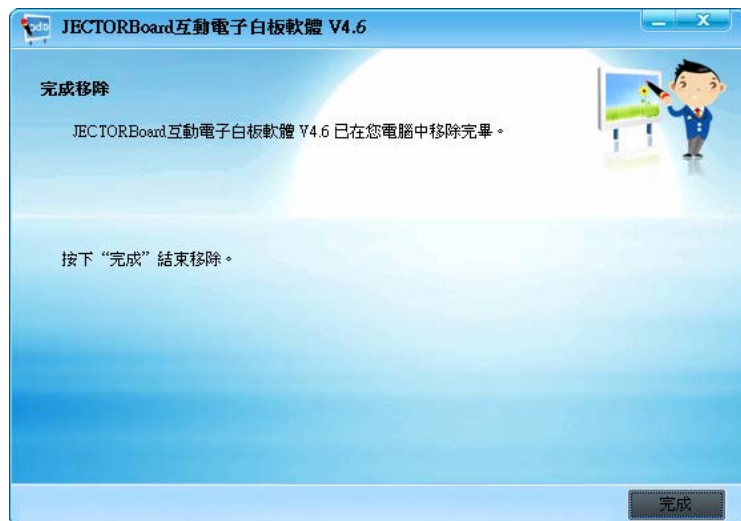 JECTORBoard互動電子白板軟體 V4.6
完成移除
JECTORBoard互動電子白板軟體 V4.6 已在您電腦中移除完畢。
按下“完成”結束移除。
完成